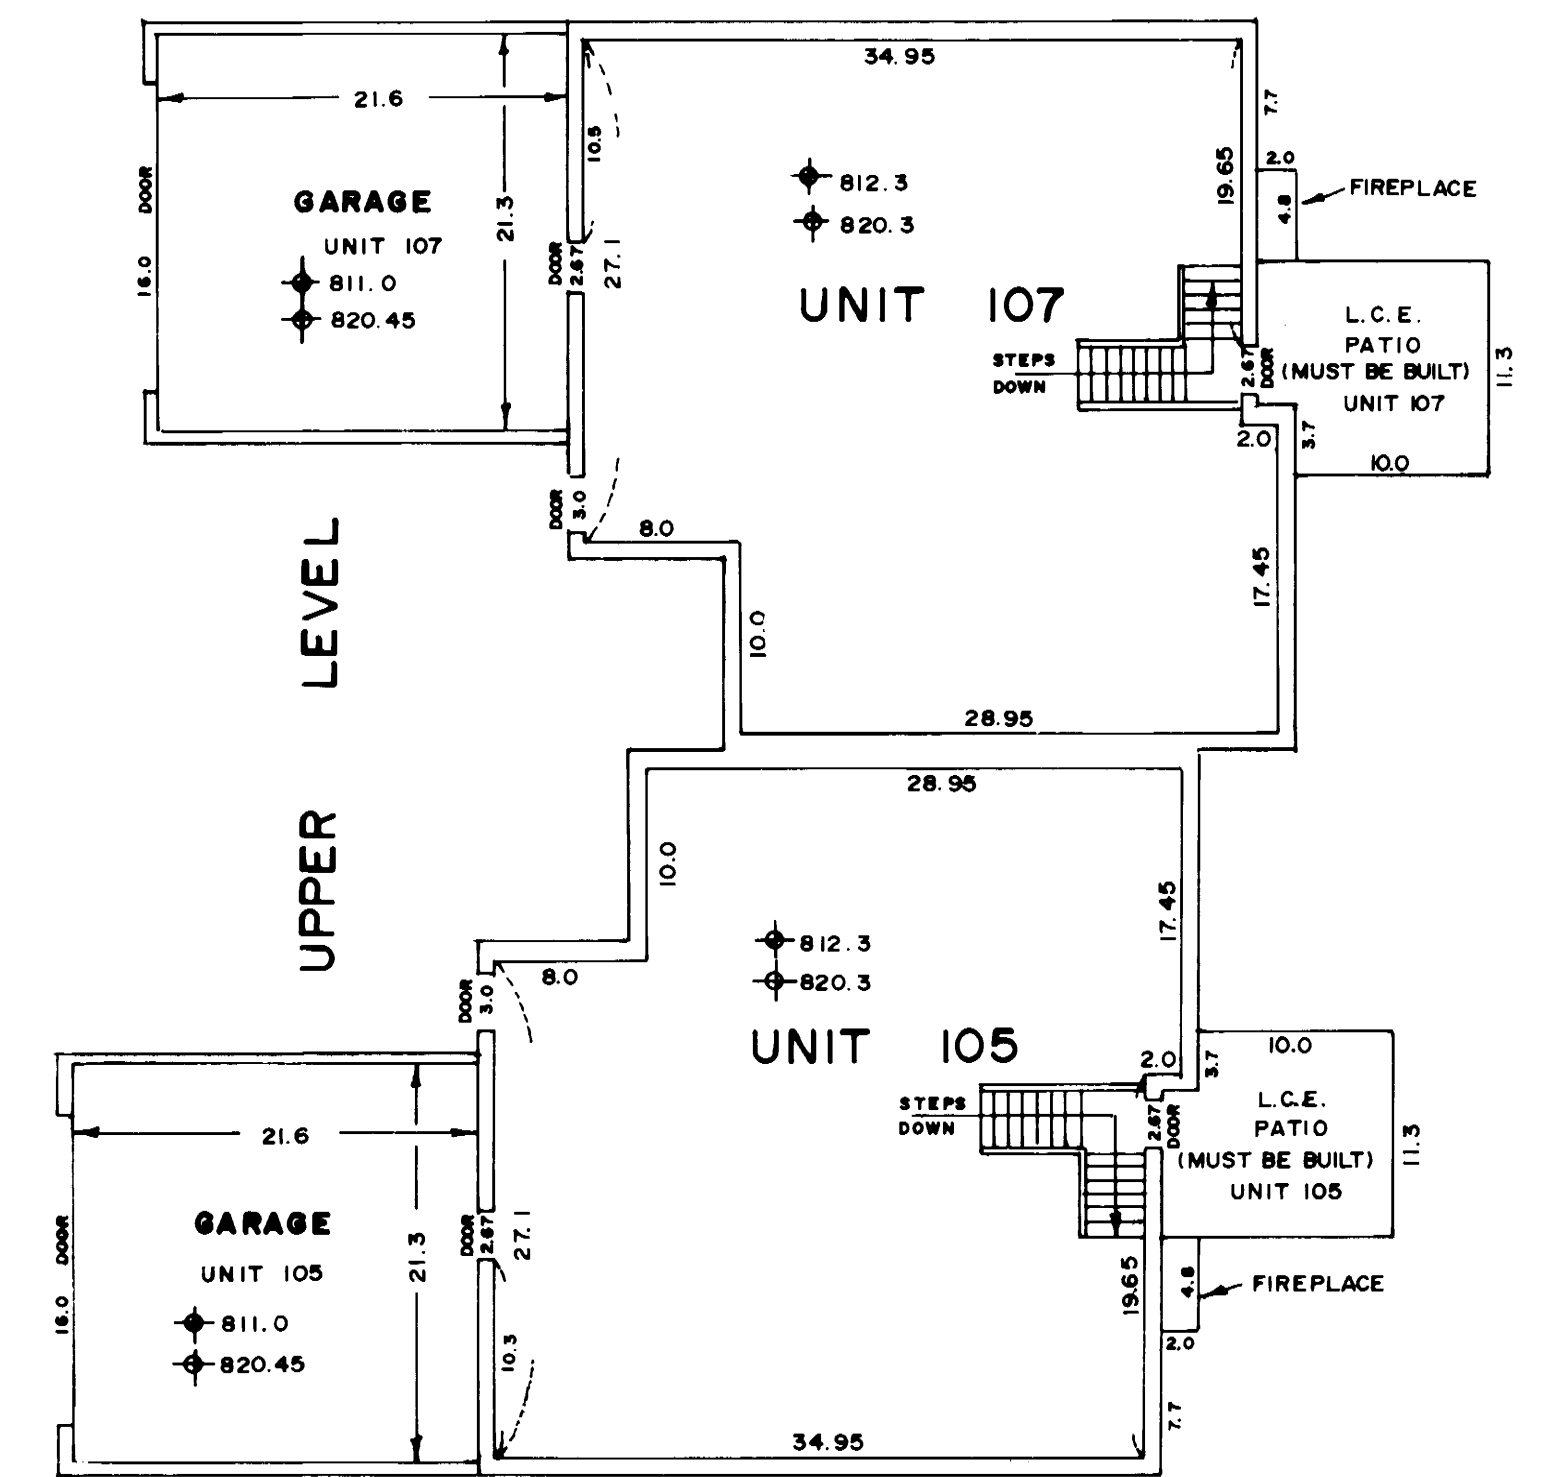 34.95
21.6
10.5
7.7
DOOR
2.0
19.65
FIREPLACE
4.8
812.3
GARAGE
21.3
820.3
UNIT 107
811.0
820.45
16.0
DOOR
2.67
27.1
UNIT 107
L.C.E.
PATIO
(MUST BE BUILT)
UNIT 107
11.3
STEPS
DOWN
2.67
DOOR
2.0
3.7
10.0
DOOR
3.0
8.0
17.45
10.0
28.95
UPPER LEVEL
28.95
10.0
17.45
8.0
812.3
820.3
DOOR
3.0
UNIT 105
2.0
3.7
10.0
L.C.E.
PATIO
(MUST BE BUILT)
UNIT 105
11.3
STEPS
DOWN
2.67
DOOR
21.6
GARAGE
UNIT 105
21.3
DOOR
2.67
27.1
DOOR
16.0
811.0
820.45
19.65
4.8
FIREPLACE
2.0
10.3
7.7
34.95